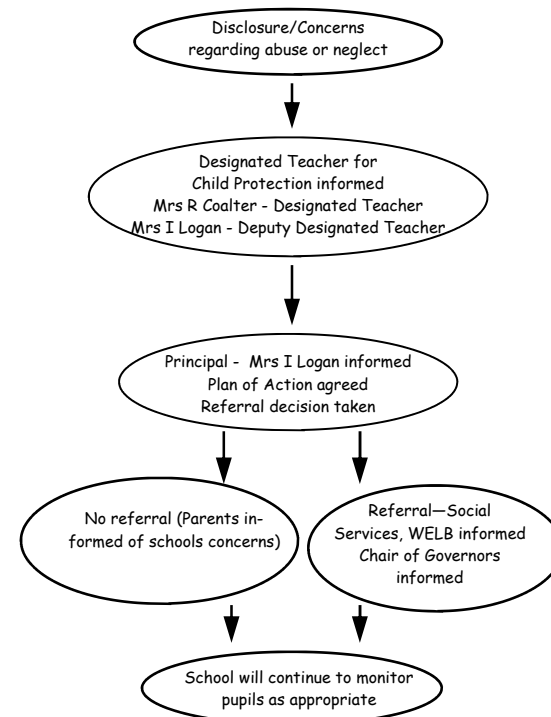 Disclosure/Concerns
regarding abuse or neglect
Designated Teacher for
Child Protection informed
Mrs R Coalter - Designated Teacher
Mrs I Logan - Deputy Designated Teacher
Principal - Mrs I Logan informed
Plan of Action agreed
Referral decision taken
No referral (Parents in-
formed of schools concerns)
Referral—Social
Services, WELB informed
Chair of Governors
informed
School will continue to monitor
pupils as appropriate